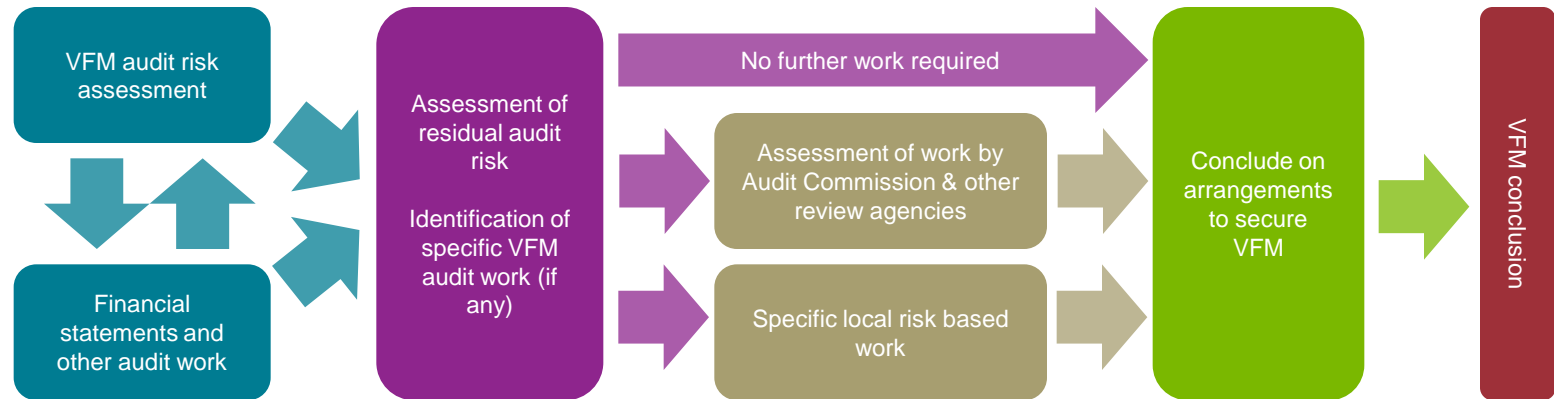 VFM audit risk
assessment
Financial
statements and
other audit work
Assessment of
residual audit
risk
Identification of
specific VFM
audit work (if
any)
No further work required
Assessment of work by
Audit Commission & other
review agencies
Specific local risk based
work
Conclude on
arrangements
to secure
VFM
VFM conclusion